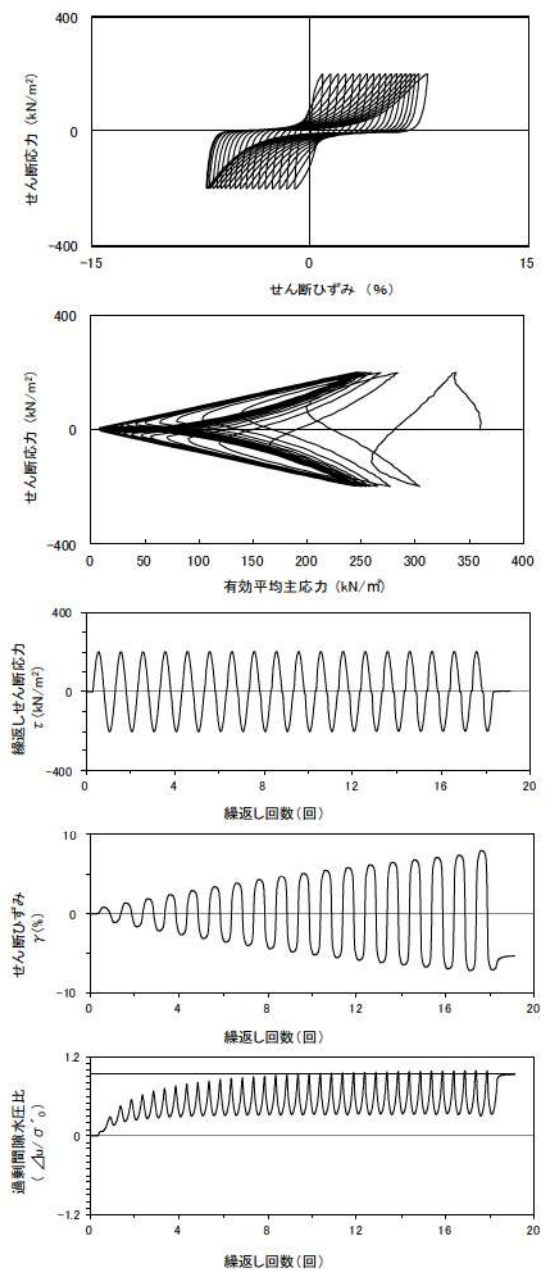 400
0
-400
せん断応力 (kN/m²)
-15 0 15
せん断ひずみ (%)
400
0
-400
せん断応力 (kN/m²)
0 50 100 150 200 250 300 350 400
有効平均主応力 (kN/㎡)
400
0
-400
繰返しせん断応力
τ (kN/m²)
0 4 8 12 16 20
繰返し回数(回)
10
0
-10
せん断ひずみ
γ(%)
0 4 8 12 16 20
繰返し回数(回)
1.2
0
-1.2
過剰間隙水圧比
(⊿u/σ'₀)
0 4 8 12 16 20
繰返し回数(回)